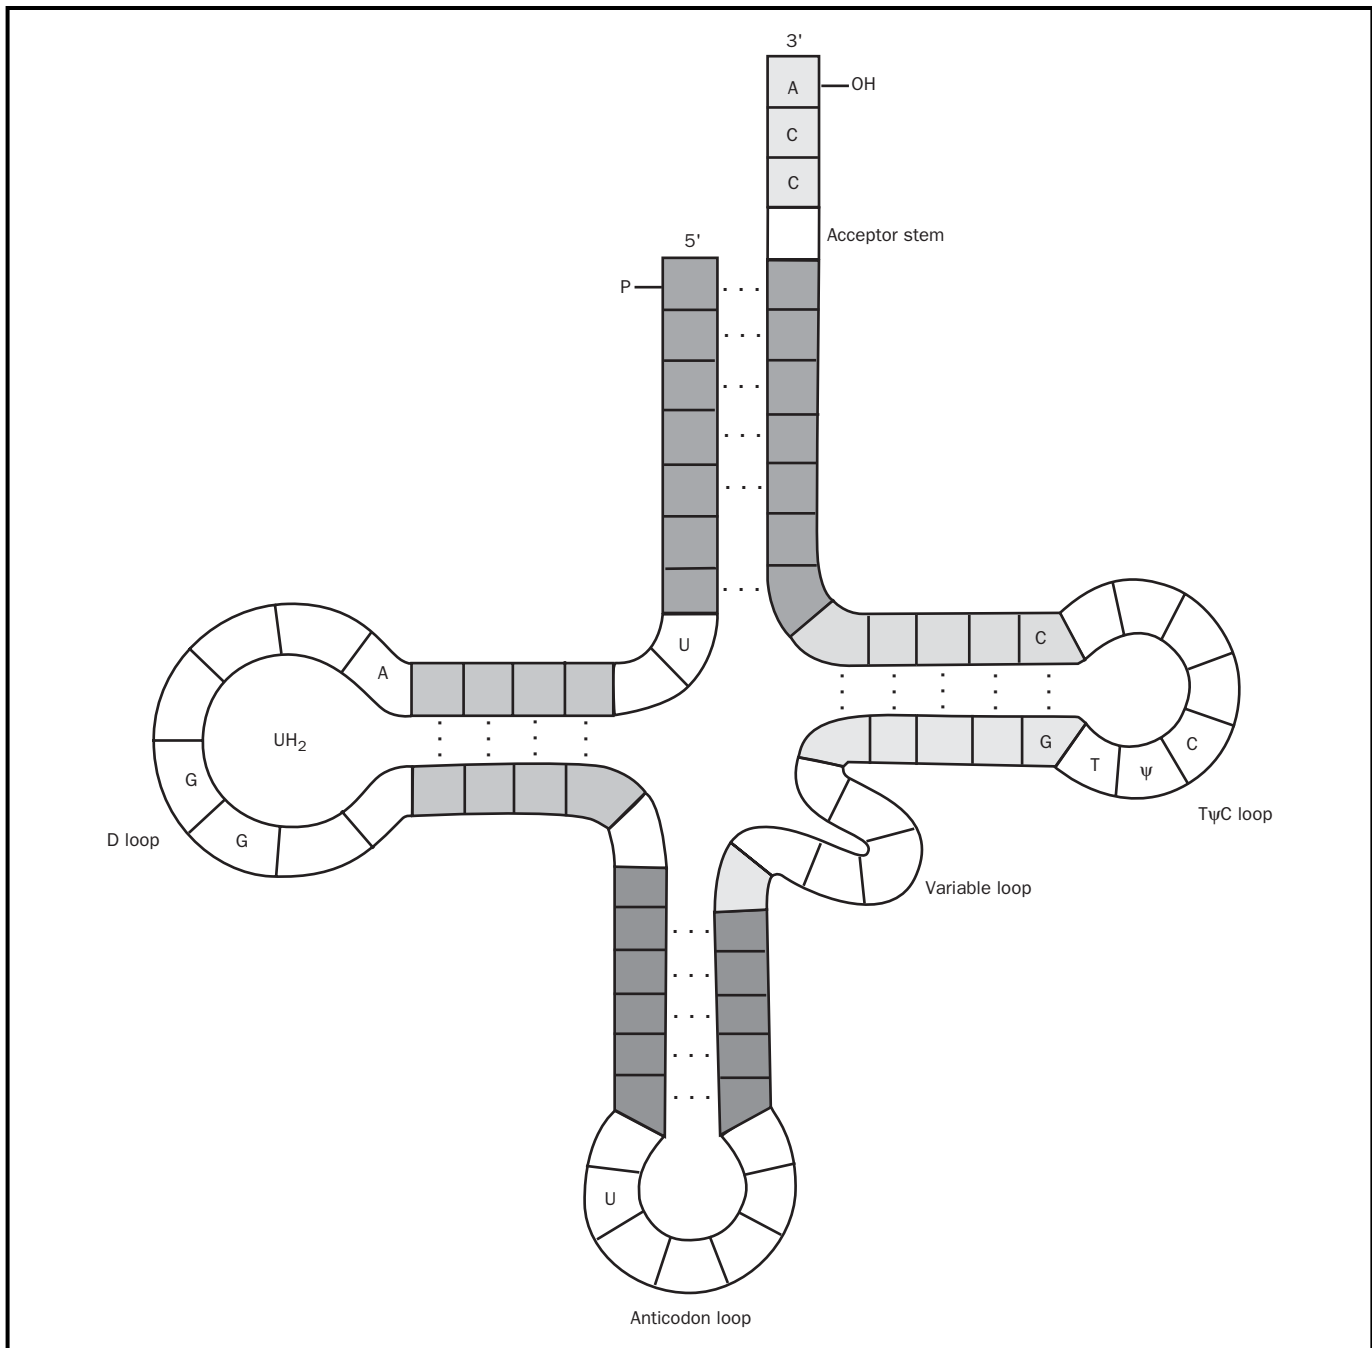 3'
A
OH
C
C
Acceptor stem
5'
P
U
C
A
UH2
G
G
C
T
ψ
G
D loop
TψC loop
Variable loop
U
Anticodon loop